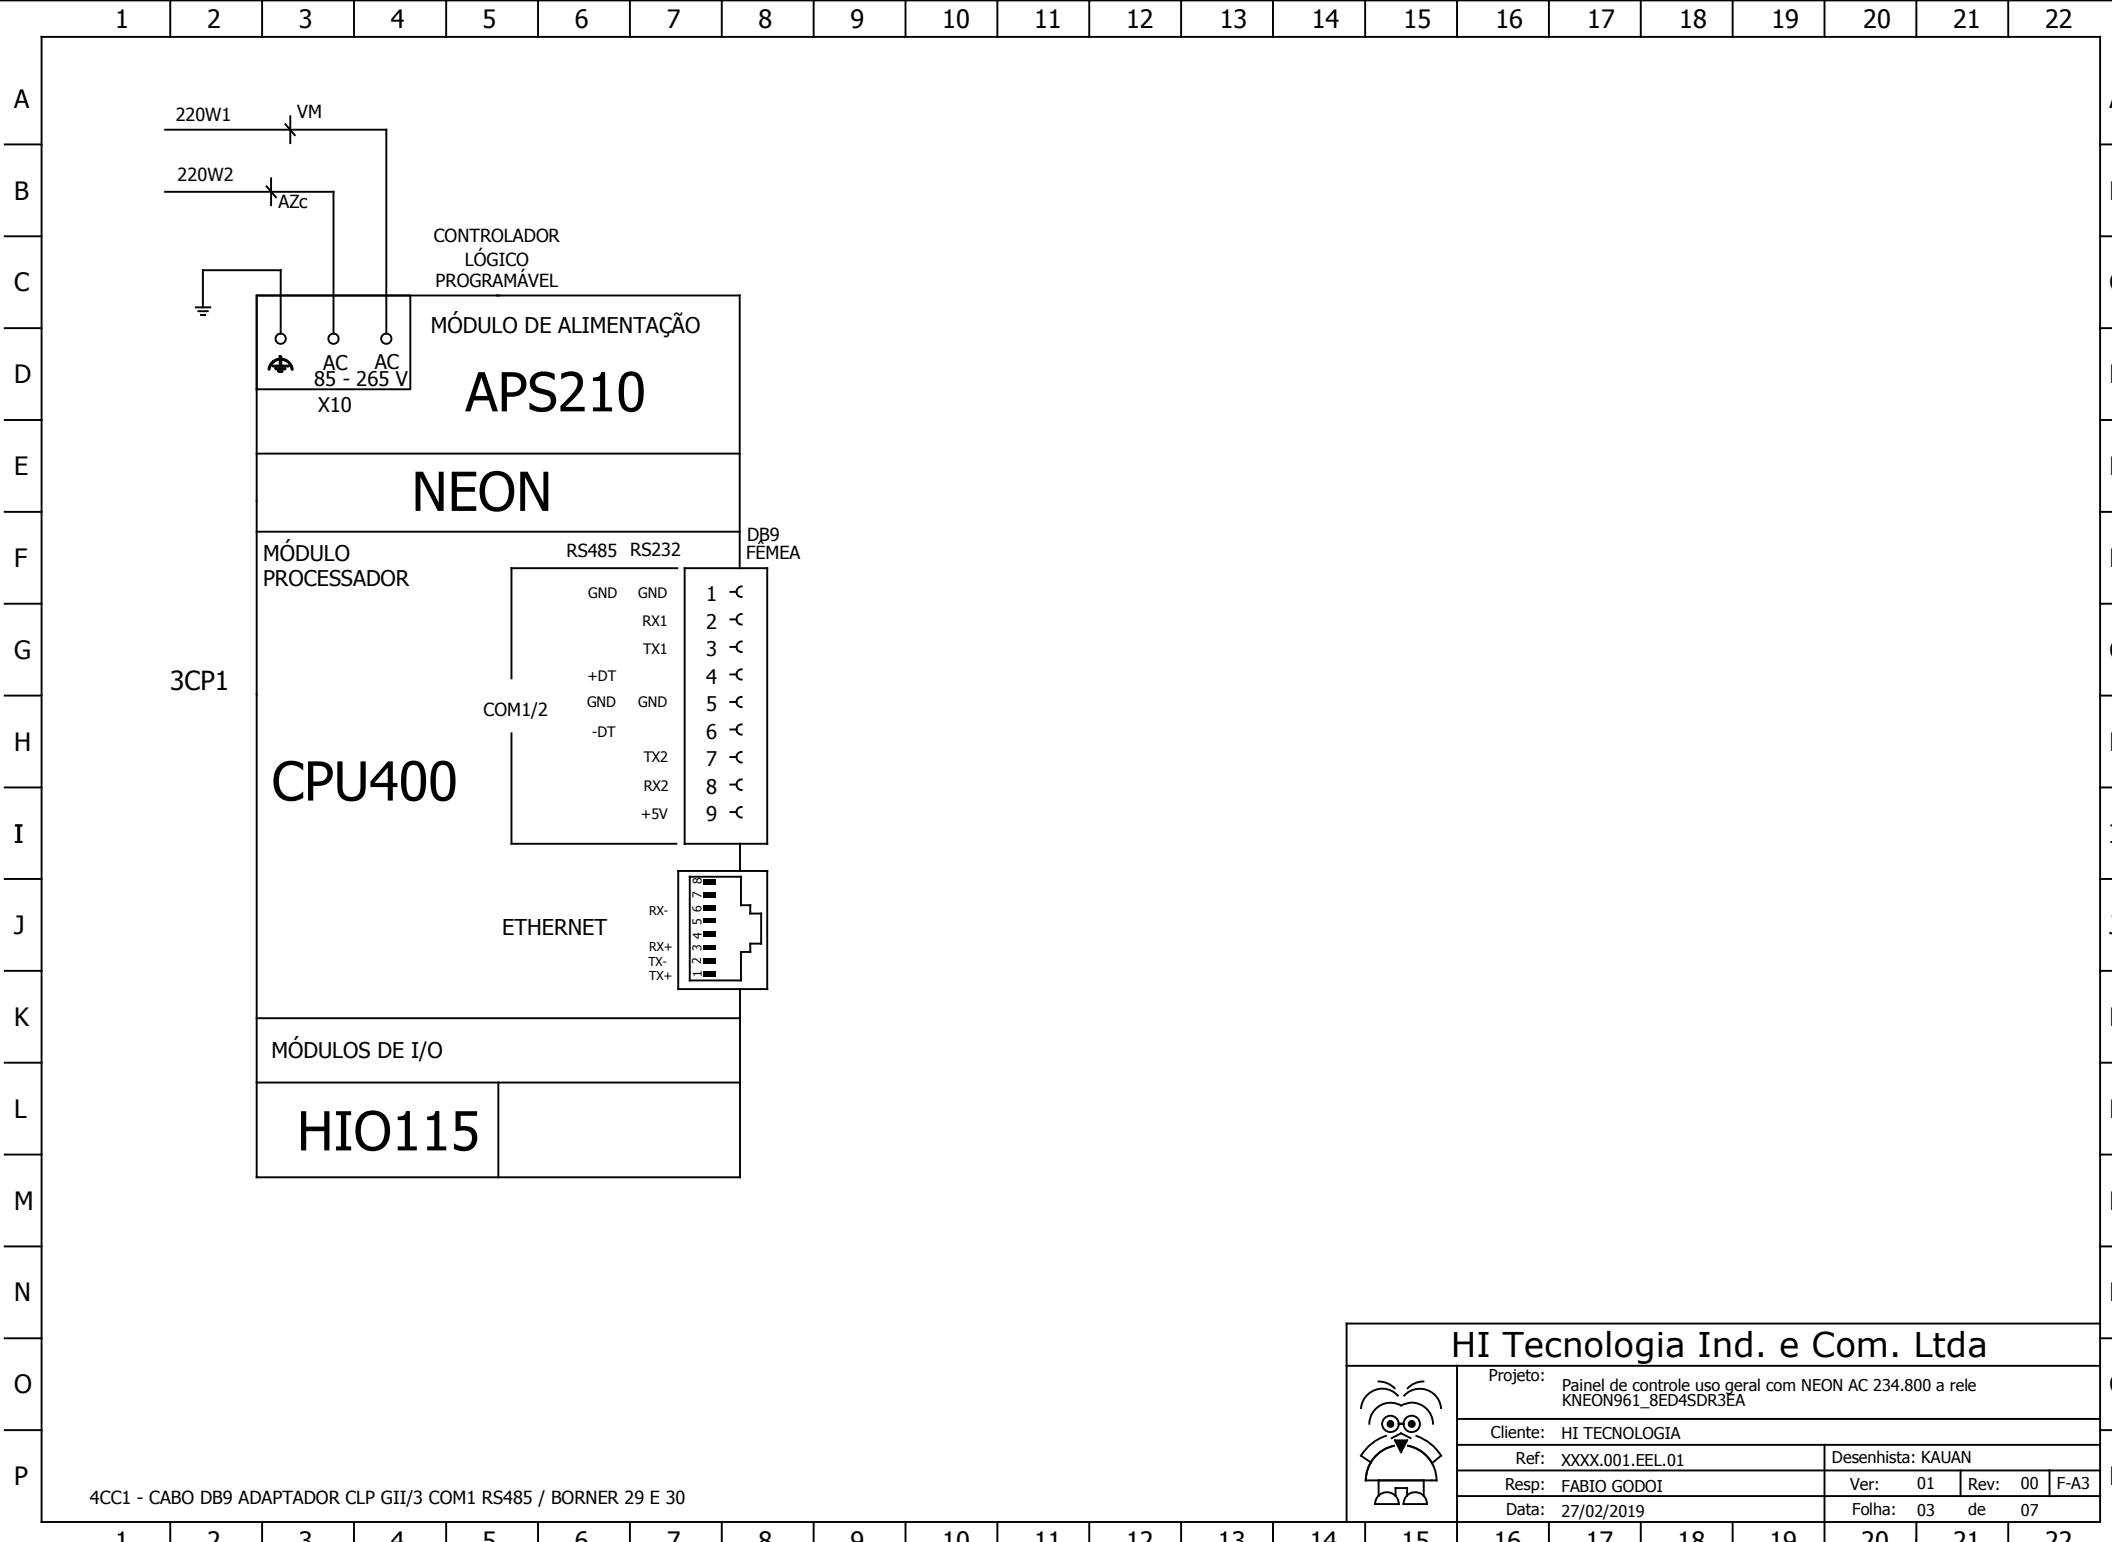 1 2 3 4 5 6 7 8 9 10 11 12 13 14 15 16 17 18 19 20 21 22
A
B
C
D
E
F
G
H
I
J
K
L
M
N
O
P
220W1
VM
220W2
AZc
CONTROLADOR
LÓGICO
PROGRAMÁVEL
MÓDULO DE ALIMENTAÇÃO
AC AC
85 - 265 V
X10
APS210
NEON
MÓDULO
PROCESSADOR
RS485 RS232
DB9
FÊMEA
GND GND 1
RX1 2
TX1 3
+DT 4
GND GND 5
-DT 6
TX2 7
RX2 8
+5V 9
COM1/2
3CP1
CPU400
ETHERNET
RX-
RX+
TX-
TX+
1 2 3 4 5 6 7 8
MÓDULOS DE I/O
HIO115
4CC1 - CABO DB9 ADAPTADOR CLP GII/3 COM1 RS485 / BORNER 29 E 30
HI Tecnologia Ind. e Com. Ltda
Projeto: Painel de controle uso geral com NEON AC 234.800 a rele
KNEON961_8ED4SDR3EA
Cliente: HI TECNOLOGIA
Ref: XXXX.001.EEL.01 Desenhista: KAUAN
Resp: FABIO GODOI Ver: 01 Rev: 00 F-A3
Data: 27/02/2019 Folha: 03 de 07
1 2 3 4 5 6 7 8 9 10 11 12 13 14 15 16 17 18 19 20 21 22